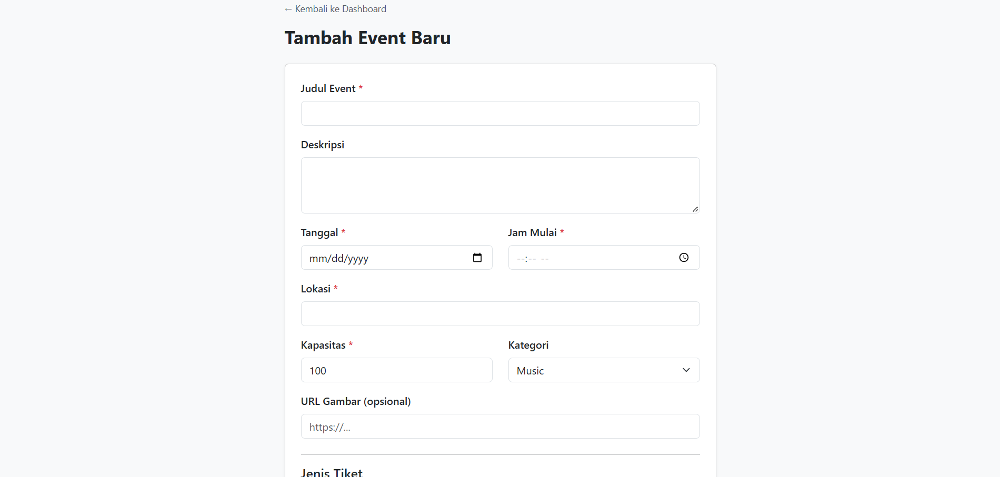 ← Kembali ke Dashboard
Tambah Event Baru
Judul Event *
Deskripsi
Tanggal * Jam Mulai *
mm/dd/yyyy --:-- --
Lokasi *
Kapasitas * Kategori
100 Music
URL Gambar (opsional)
https://...
Jenis Tiket